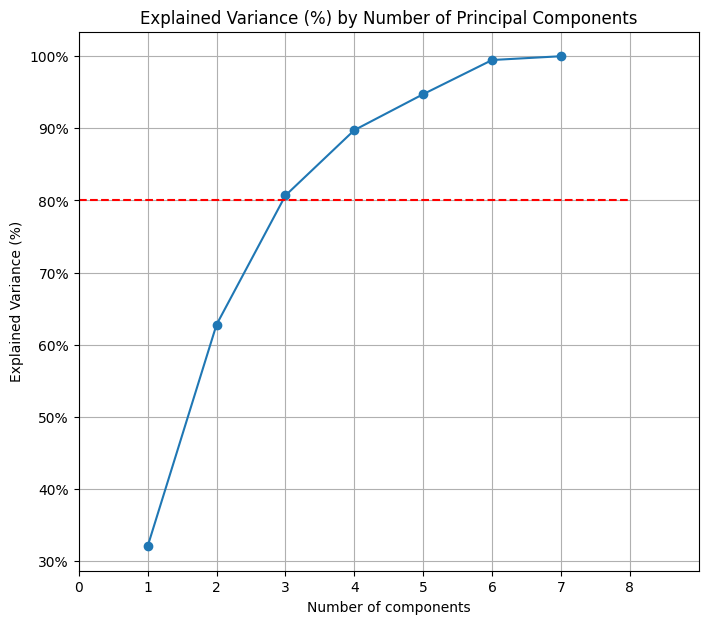 Explained Variance (%) by Number of Principal Components
100%
90%
80%
70%
60%
50%
40%
30%
Explained Variance (%)
0 1 2 3 4 5 6 7 8
Number of components